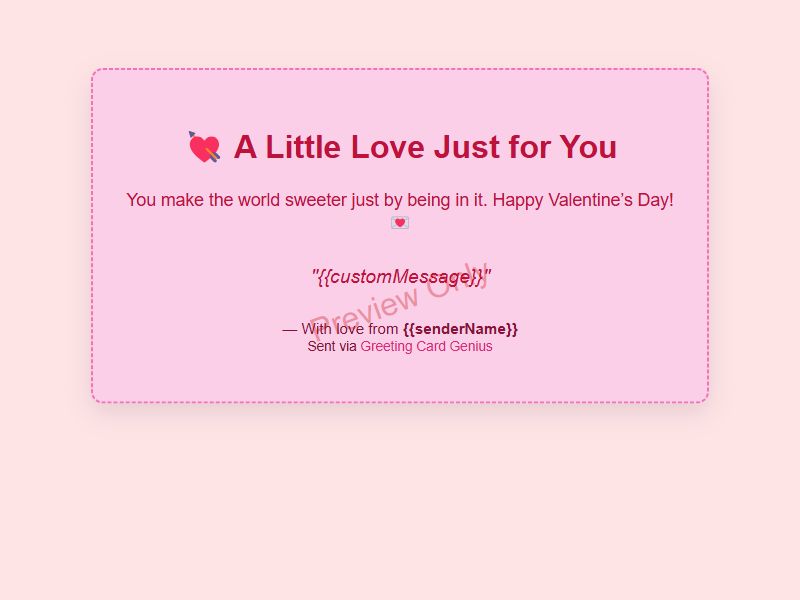 💘 A Little Love Just for You
You make the world sweeter just by being in it. Happy Valentine’s Day!
💌
"{{customMessage}}"
Preview Only
— With love from {{senderName}}
Sent via Greeting Card Genius